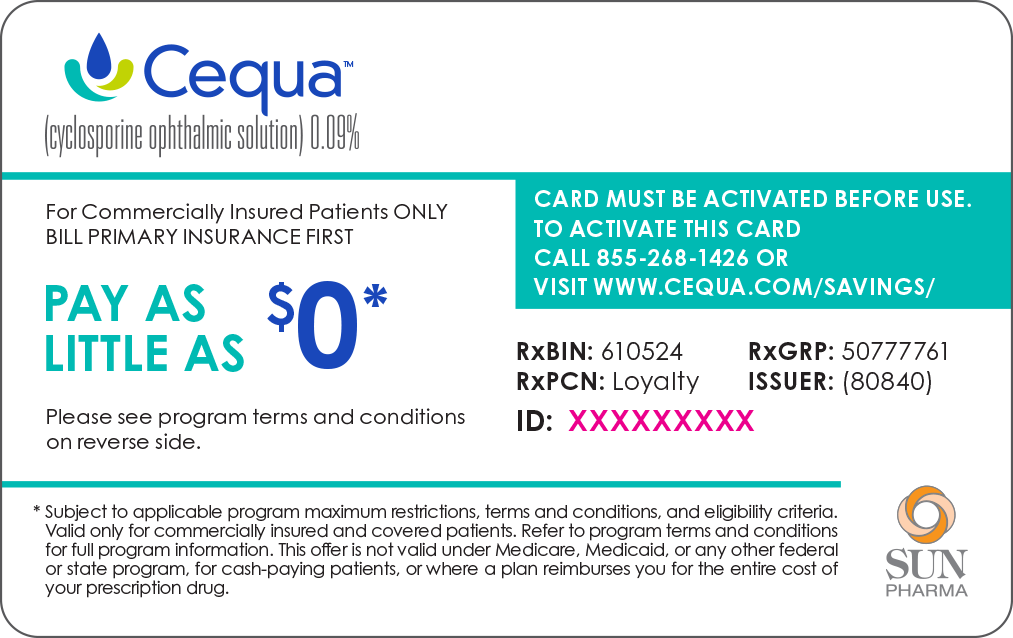 Cequa™
(cyclosporine ophthalmic solution) 0.09%
For Commercially Insured Patients ONLY
BILL PRIMARY INSURANCE FIRST
PAY AS
LITTLE AS
$0*
Please see program terms and conditions
on reverse side.
CARD MUST BE ACTIVATED BEFORE USE.
TO ACTIVATE THIS CARD
CALL 855-268-1426 OR
VISIT WWW.CEQUA.COM/SAVINGS/
RxBIN: 610524 RxGRP: 50777761
RxPCN: Loyalty ISSUER: (80840)
ID: XXXXXXXXX
* Subject to applicable program maximum restrictions, terms and conditions, and eligibility criteria.
Valid only for commercially insured and covered patients. Refer to program terms and conditions
for full program information. This offer is not valid under Medicare, Medicaid, or any other federal
or state program, for cash-paying patients, or where a plan reimburses you for the entire cost of
your prescription drug.
SUN
PHARMA